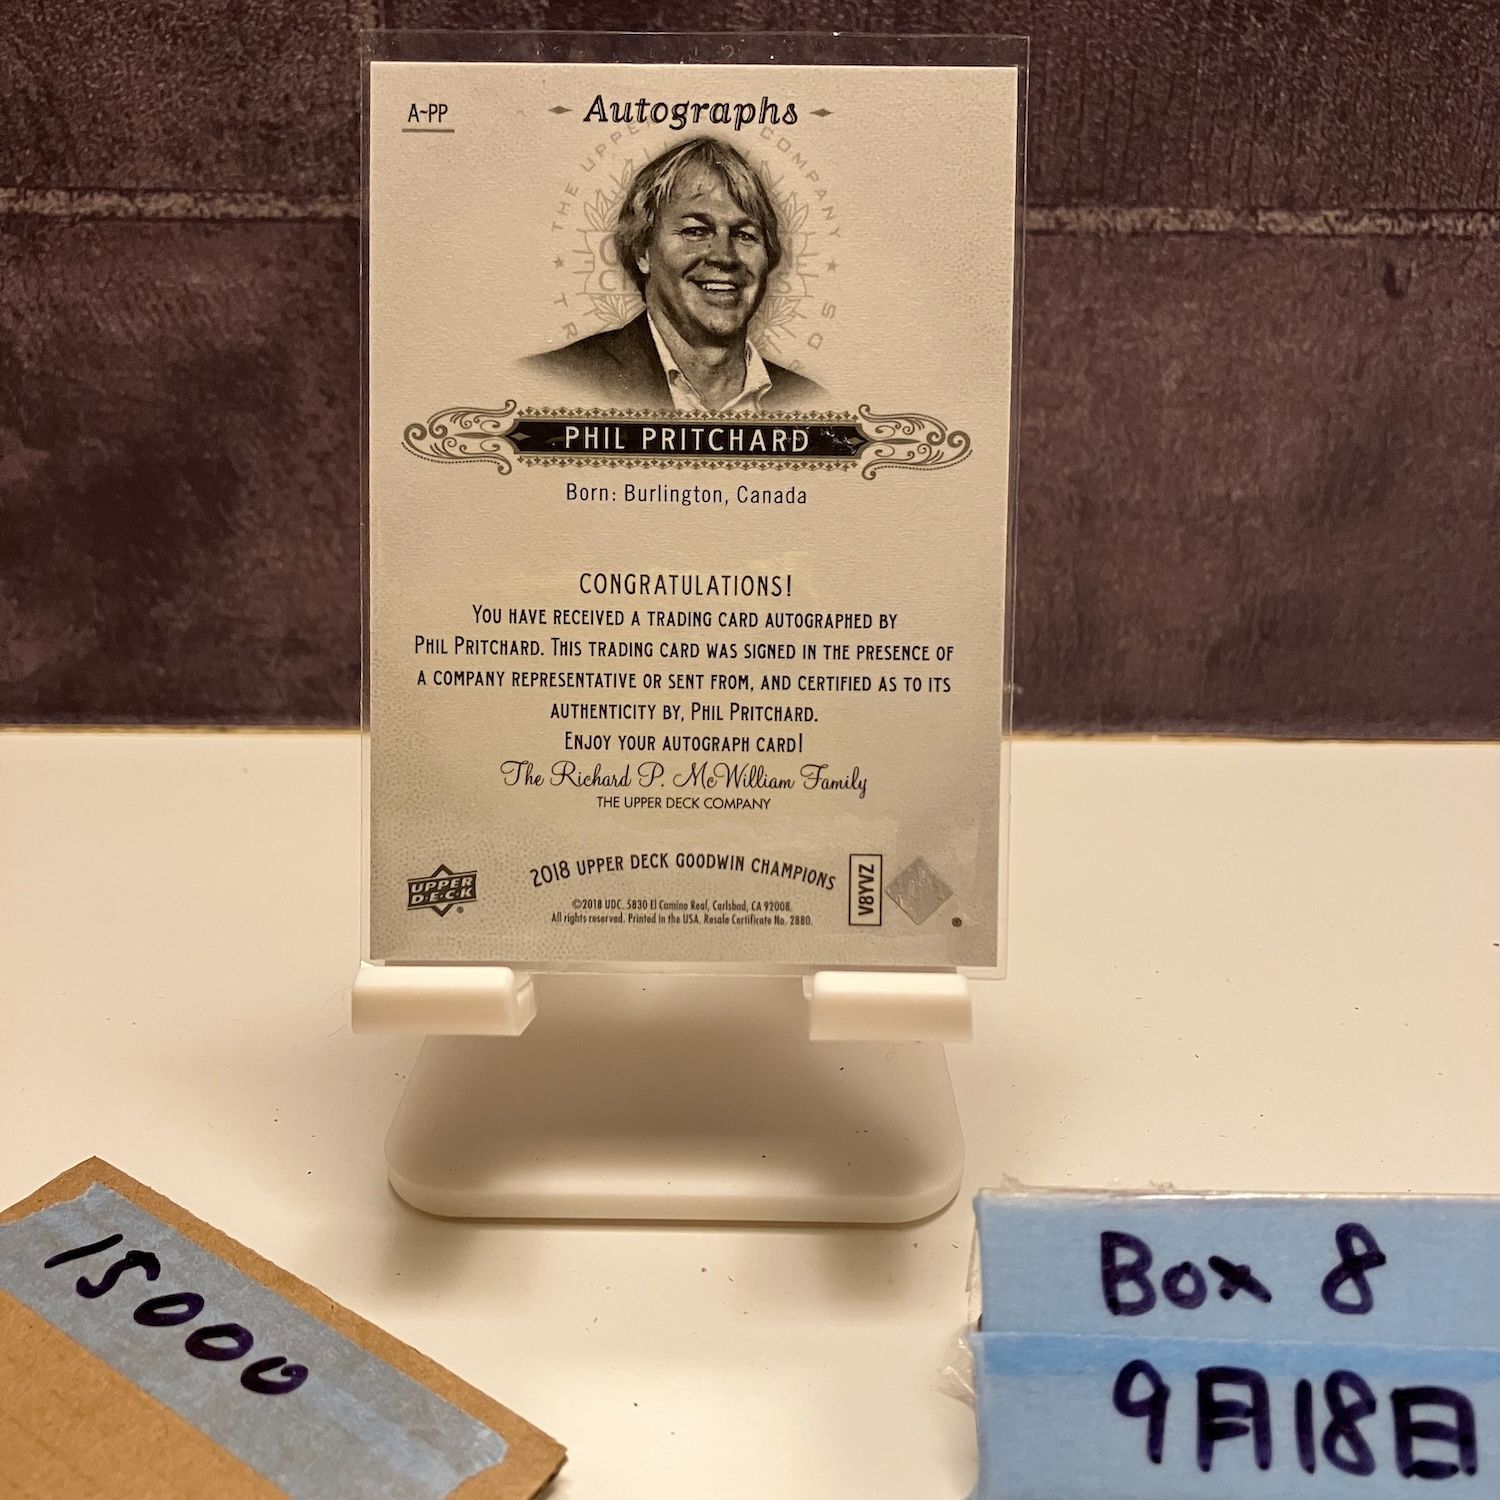 A-PP
Autographs
THE UPPER COMPANY
PHIL PRITCHARD
Born: Burlington, Canada
CONGRATULATIONS!
YOU HAVE RECEIVED A TRADING CARD AUTOGRAPHED BY
PHIL PRITCHARD. THIS TRADING CARD WAS SIGNED IN THE PRESENCE OF
A COMPANY REPRESENTATIVE OR SENT FROM, AND CERTIFIED AS TO ITS
AUTHENTICITY BY, PHIL PRITCHARD.
ENJOY YOUR AUTOGRAPH CARD!
The Richard P. McWilliam Family
THE UPPER DECK COMPANY
2018 UPPER DECK GOODWIN CHAMPIONS
UPPER
D·E·C·K
©2018 UDC. 5830 El Camino Real, Carlsbad, CA 92008.
All rights reserved. Printed in the USA. Resale Certificate No. 2880.
V8YVZ
15000
Box 8
9月18日